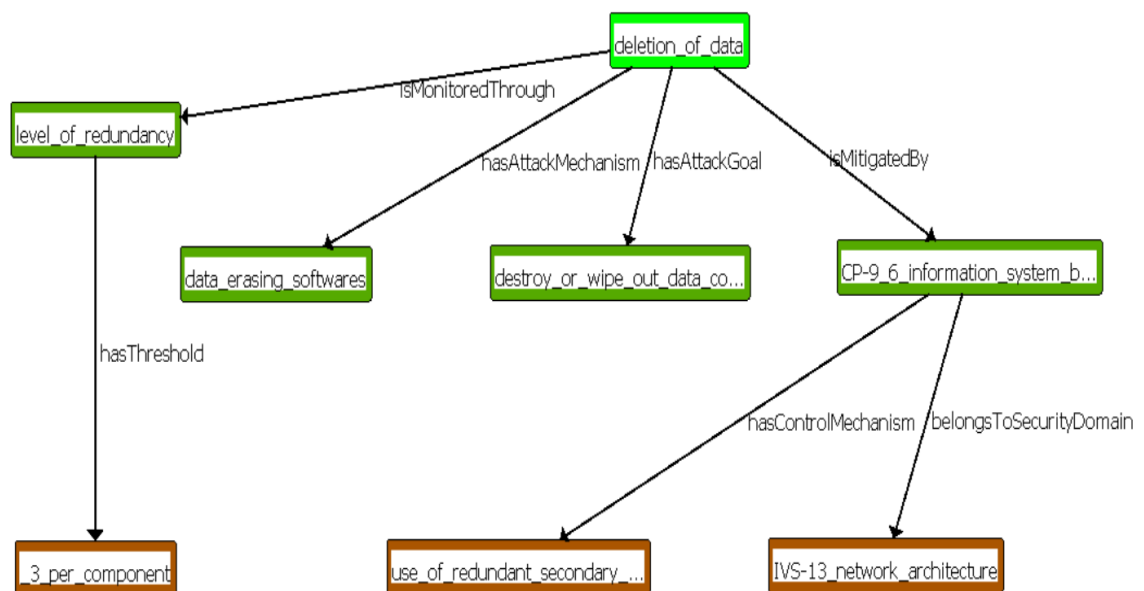 deletion_of_data
isMonitoredThrough
level_of_redundancy
hasAttackMechanism
hasAttackGoal
isMitigatedBy
data_erasing_softwares
destroy_or_wipe_out_data_co...
CP-9_6_information_system_b...
hasThreshold
hasControlMechanism
belongsToSecurityDomain
_3_per_component
use_of_redundant_secondary_...
IVS-13_network_architecture